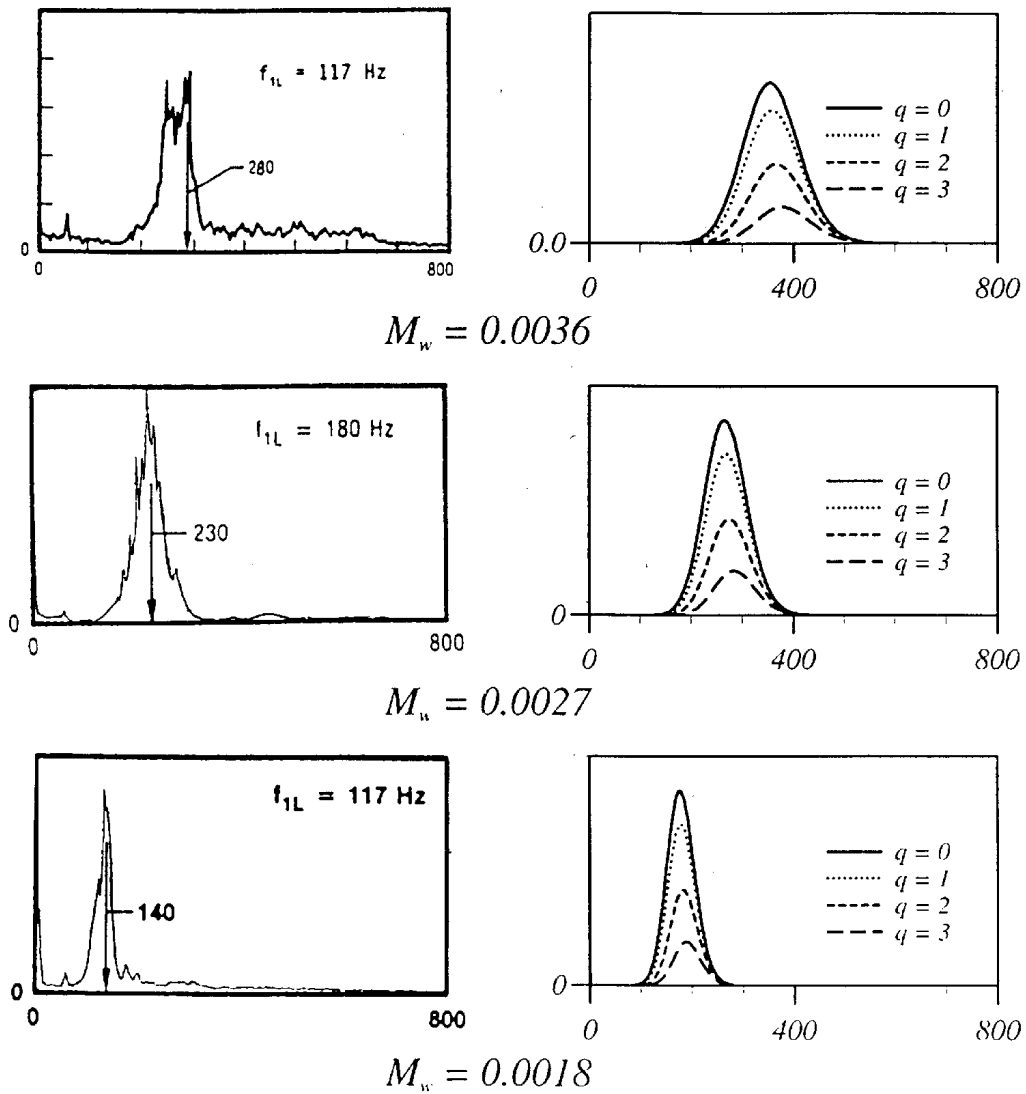 f1L = 117 Hz
280
0
0
800
q = 0
q = 1
q = 2
q = 3
0.0
0
400
800
Mw = 0.0036
f1L = 180 Hz
230
0
0
800
q = 0
q = 1
q = 2
q = 3
0
0
400
800
Mw = 0.0027
f1L = 117 Hz
140
0
0
800
q = 0
q = 1
q = 2
q = 3
0
0
400
800
Mw = 0.0018